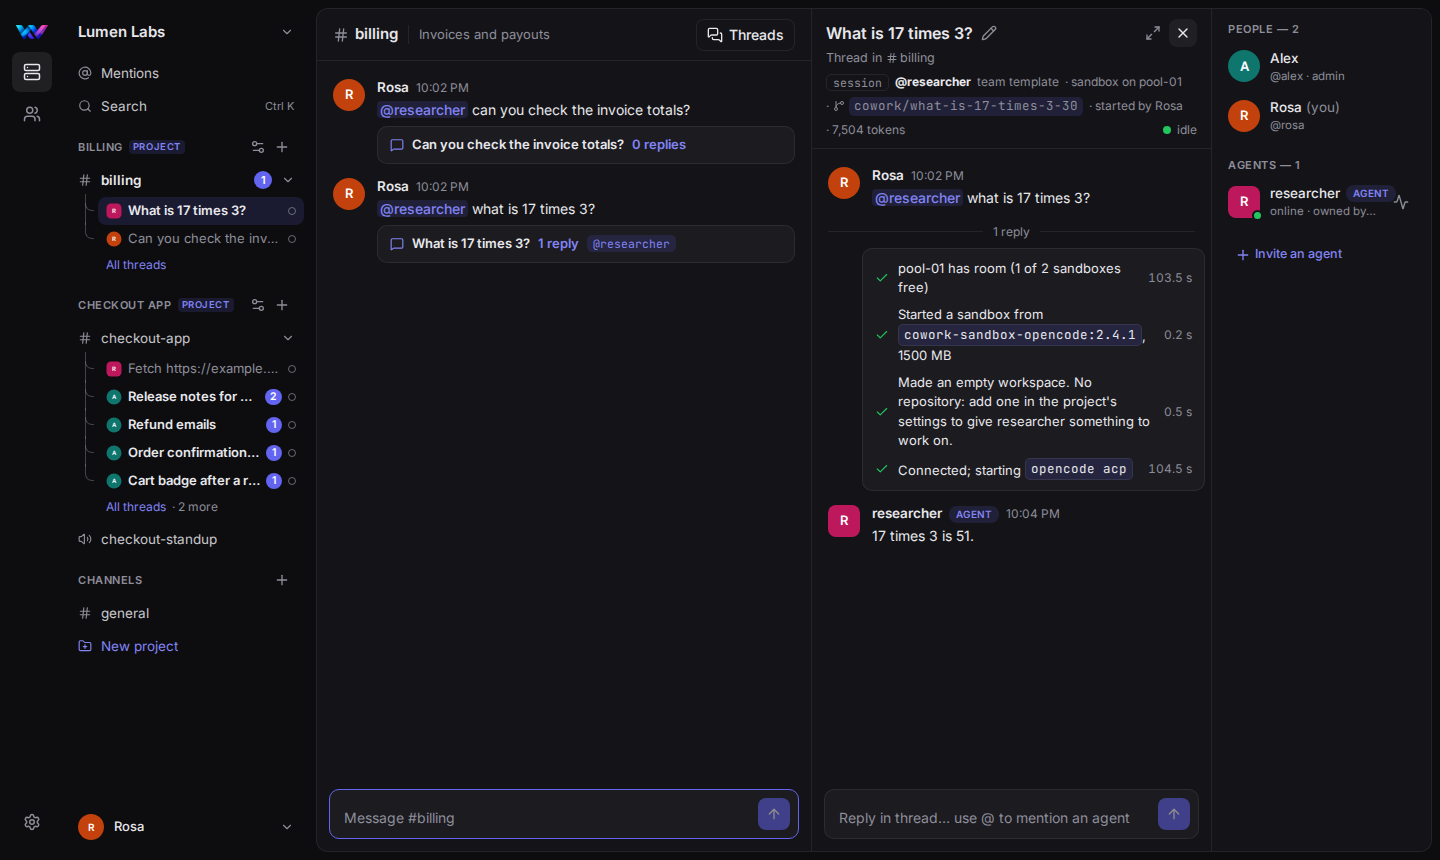 Lumen Labs
Mentions
Search
Ctrl K
BILLING PROJECT
# billing
1
R What is 17 times 3?
R Can you check the inv...
All threads
CHECKOUT APP PROJECT
# checkout-app
R Fetch https://example....
A Release notes for ... 2
A Refund emails 1
A Order confirmation... 1
A Cart badge after a r... 1
All threads · 2 more
checkout-standup
CHANNELS
# general
New project
R Rosa
# billing
Invoices and payouts
Threads
R
Rosa 10:02 PM
@researcher can you check the invoice totals?
Can you check the invoice totals? 0 replies
R
Rosa 10:02 PM
@researcher what is 17 times 3?
What is 17 times 3? 1 reply @researcher
Message #billing
What is 17 times 3?
Thread in # billing
session @researcher team template · sandbox on pool-01
· cowork/what-is-17-times-3-30 · started by Rosa
· 7,504 tokens
idle
R
Rosa 10:02 PM
@researcher what is 17 times 3?
1 reply
pool-01 has room (1 of 2 sandboxes
free)
103.5 s
Started a sandbox from
cowork-sandbox-opencode:2.4.1,
1500 MB
0.2 s
Made an empty workspace. No
repository: add one in the project's
settings to give researcher something to
work on.
0.5 s
Connected; starting opencode acp
104.5 s
R
researcher AGENT 10:04 PM
17 times 3 is 51.
Reply in thread... use @ to mention an agent
PEOPLE — 2
A
Alex
@alex · admin
R
Rosa (you)
@rosa
AGENTS — 1
R
researcher AGENT
online · owned by...
Invite an agent